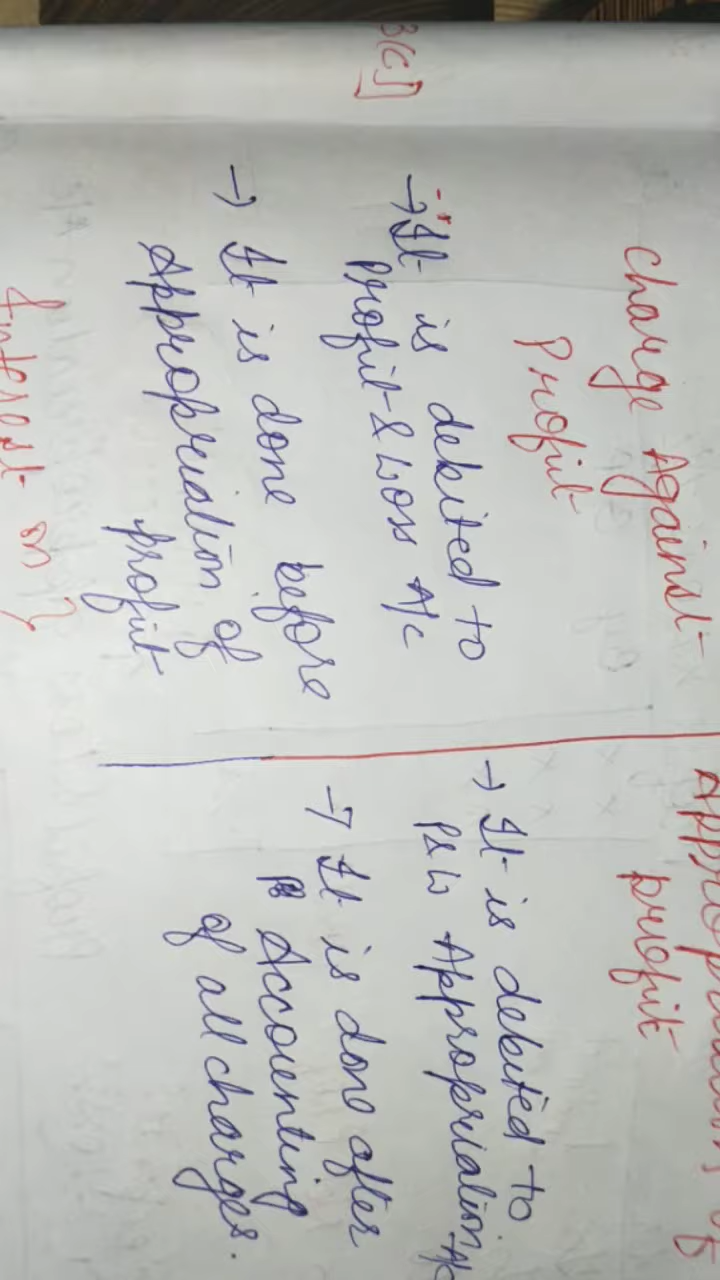 Charge Against
Profit
Appropriation of
profit
3(C)]
→ It is debited to
Profit & Loss A/c
→ It is done before
Appropriation of
profit
→ It is debited to
P&L Appropriation A/c
→ It is done after
Accounting
of all charges.
Interest on